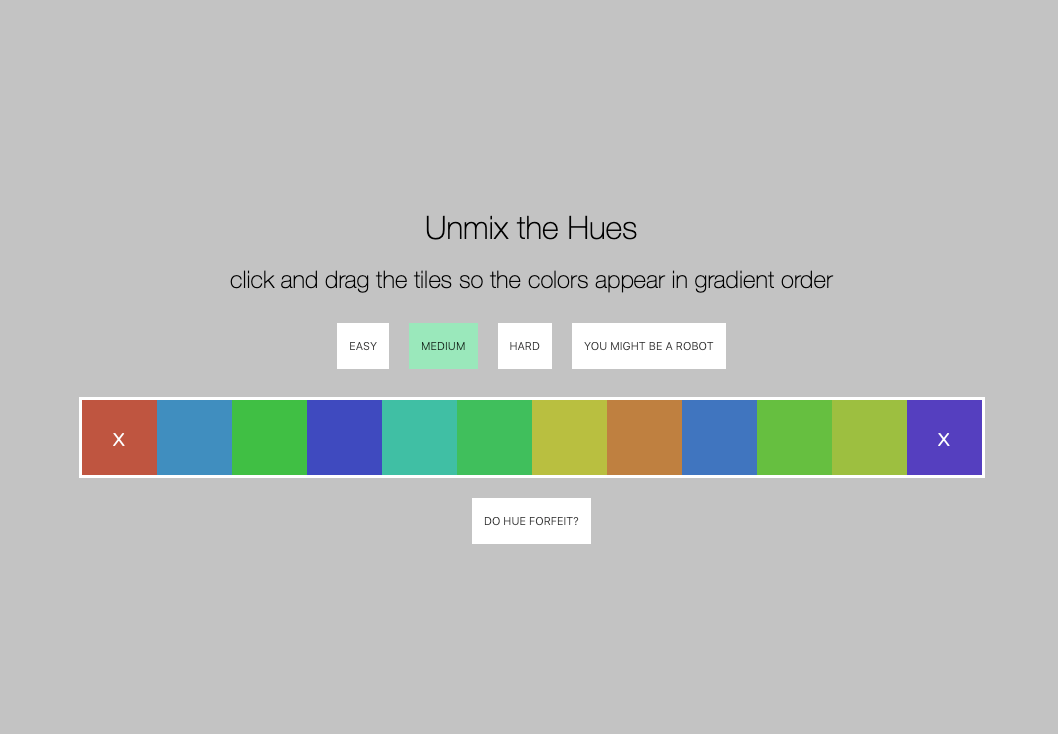 Unmix the Hues
click and drag the tiles so the colors appear in gradient order
EASY MEDIUM HARD YOU MIGHT BE A ROBOT
X X
DO HUE FORFEIT?